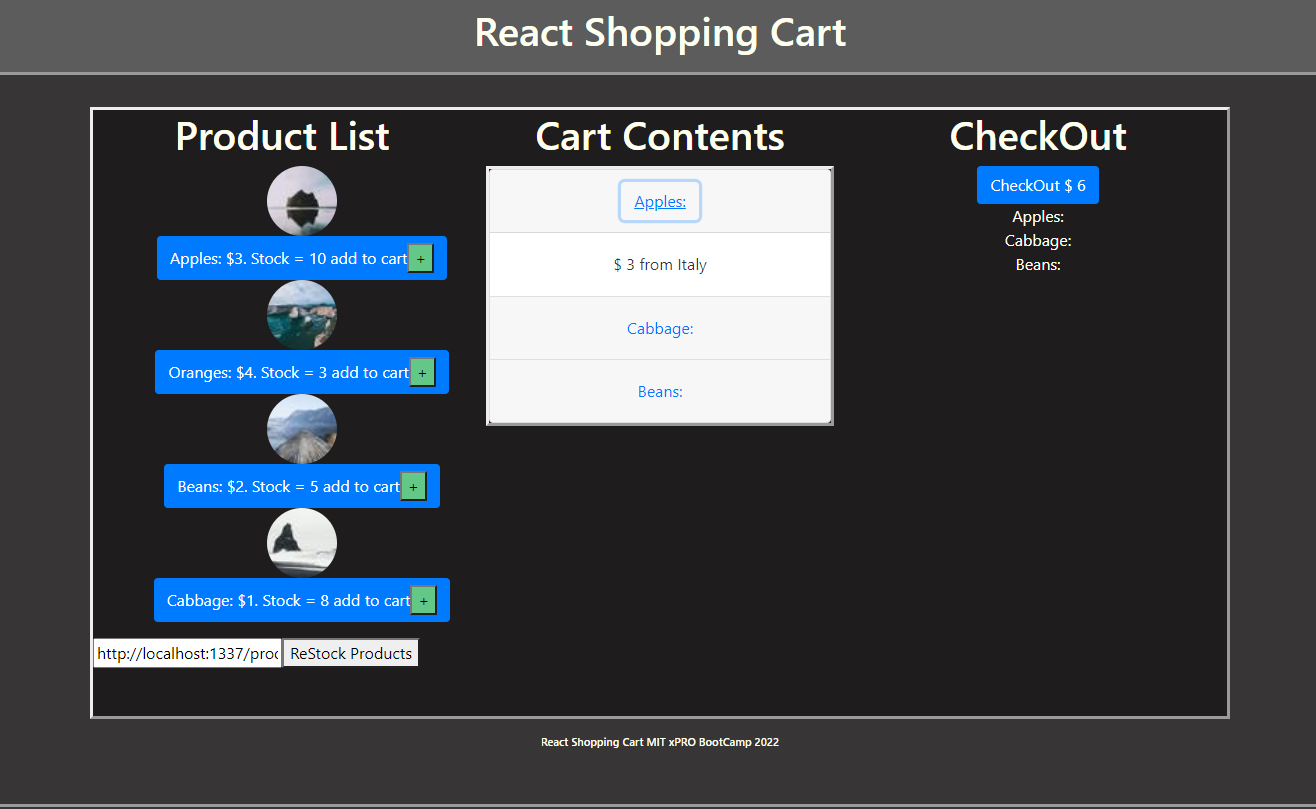 React Shopping Cart
Product List
Apples: $3. Stock = 10 add to cart+
Oranges: $4. Stock = 3 add to cart+
Beans: $2. Stock = 5 add to cart+
Cabbage: $1. Stock = 8 add to cart+
http://localhost:1337/proc ReStock Products
Cart Contents
Apples:
$ 3 from Italy
Cabbage:
Beans:
CheckOut
CheckOut $ 6
Apples:
Cabbage:
Beans:
React Shopping Cart MIT xPRO BootCamp 2022